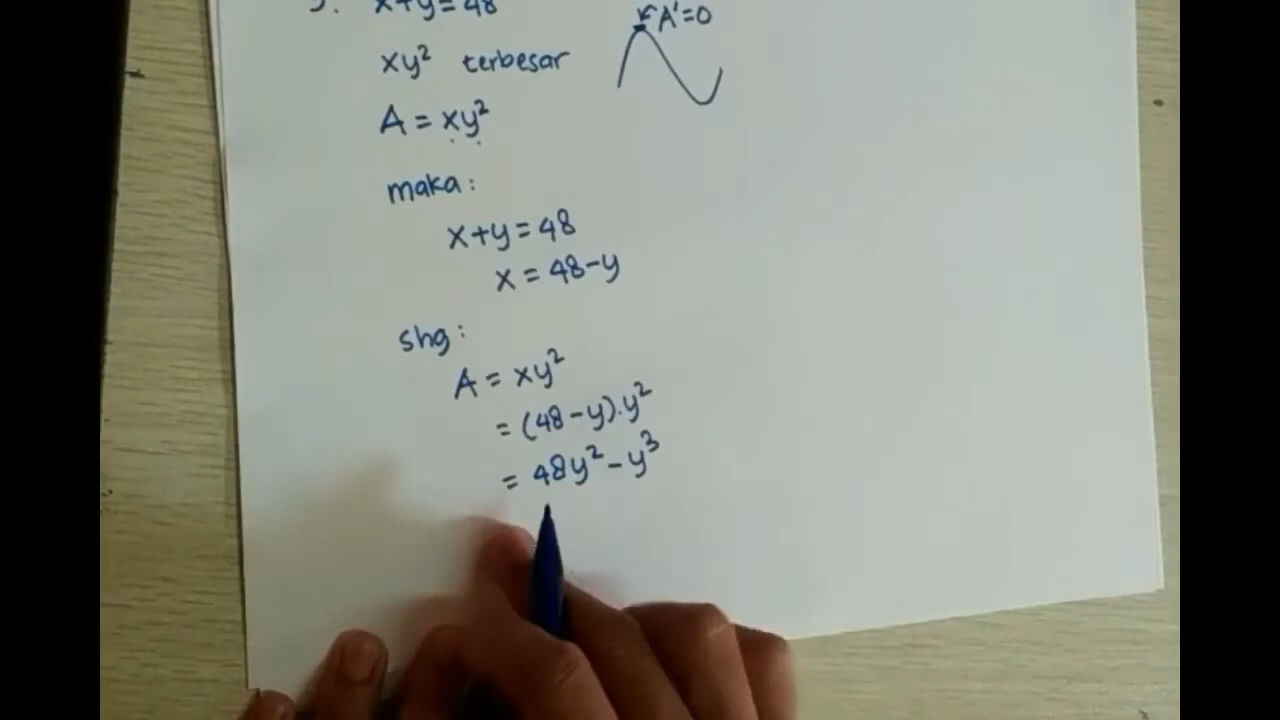 x+y=48
A'=0
xy² terbesar
A = xy²
maka:
x+y=48
x = 48-y
shg:
A = xy²
= (48-y).y²
= 48y²-y³